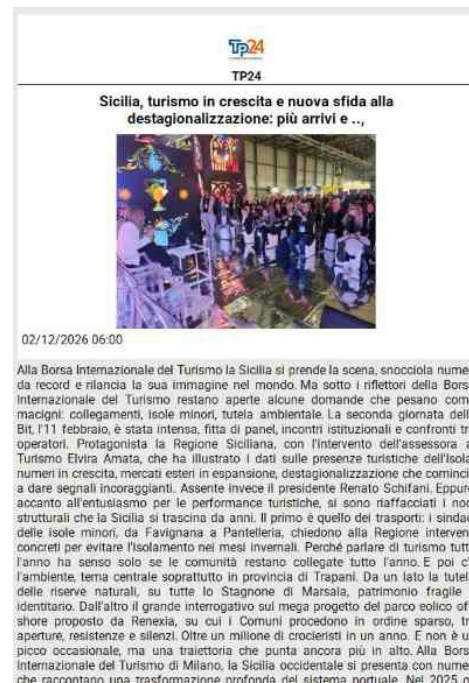 Tp24
TP24
Sicilia, turismo in crescita e nuova sfida alla
destagionalizzazione: più arrivi e ..,
02/12/2026 06:00
Alla Borsa Internazionale del Turismo la Sicilia si prende la scena, snocciola nume
da record e rilancia la sua immagine nel mondo. Ma sotto i riflettori della Bors
Internazionale del Turismo restano aperte alcune domande che pesano com
macigni: collegamenti, isole minori, tutela ambientale. La seconda giornata dell
Bit, l'11 febbraio, è stata intensa, fitta di panel, incontri istituzionali e confronti tr
operatori. Protagonista la Regione Siciliana, con l'intervento dell'assessora a
Turismo Elvira Amata, che ha illustrato i dati sulle presenze turistiche dell'Isola
numeri in crescita, mercati esteri in espansione, destagionalizzazione che cominci
a dare segnali incoraggianti. Assente invece il presidente Renato Schifani. Eppur
accanto all'entusiasmo per le performance turistiche, si sono riaffacciati i nod
strutturali che la Sicilia si trascina da anni. Il primo è quello dei trasporti: i sindac
delle isole minori, da Favignana a Pantelleria, chiedono alla Regione interven
concreti per evitare l'isolamento nei mesi invernali. Perché parlare di turismo tutt
l'anno ha senso solo se le comunità restano collegate tutto l'anno. E poi c'
l'ambiente, tema centrale soprattutto in provincia di Trapani. Da un lato la tutel
delle riserve naturali, su tutte lo Stagnone di Marsala, patrimonio fragile
identitario. Dall'altro il grande interrogativo sul mega progetto del parco eolico of
shore proposto da Renexia, su cui i Comuni procedono in ordine sparso, tr
aperture, resistenze e silenzi. Oltre un milione di crocieristi in un anno. E non è u
picco occasionale, ma una traiettoria che punta ancora più in alto. Alla Bors
Internazionale del Turismo di Milano, la Sicilia occidentale si presenta con nume
che raccontano una trasformazione profonda del sistema portuale. Nel 2025 o